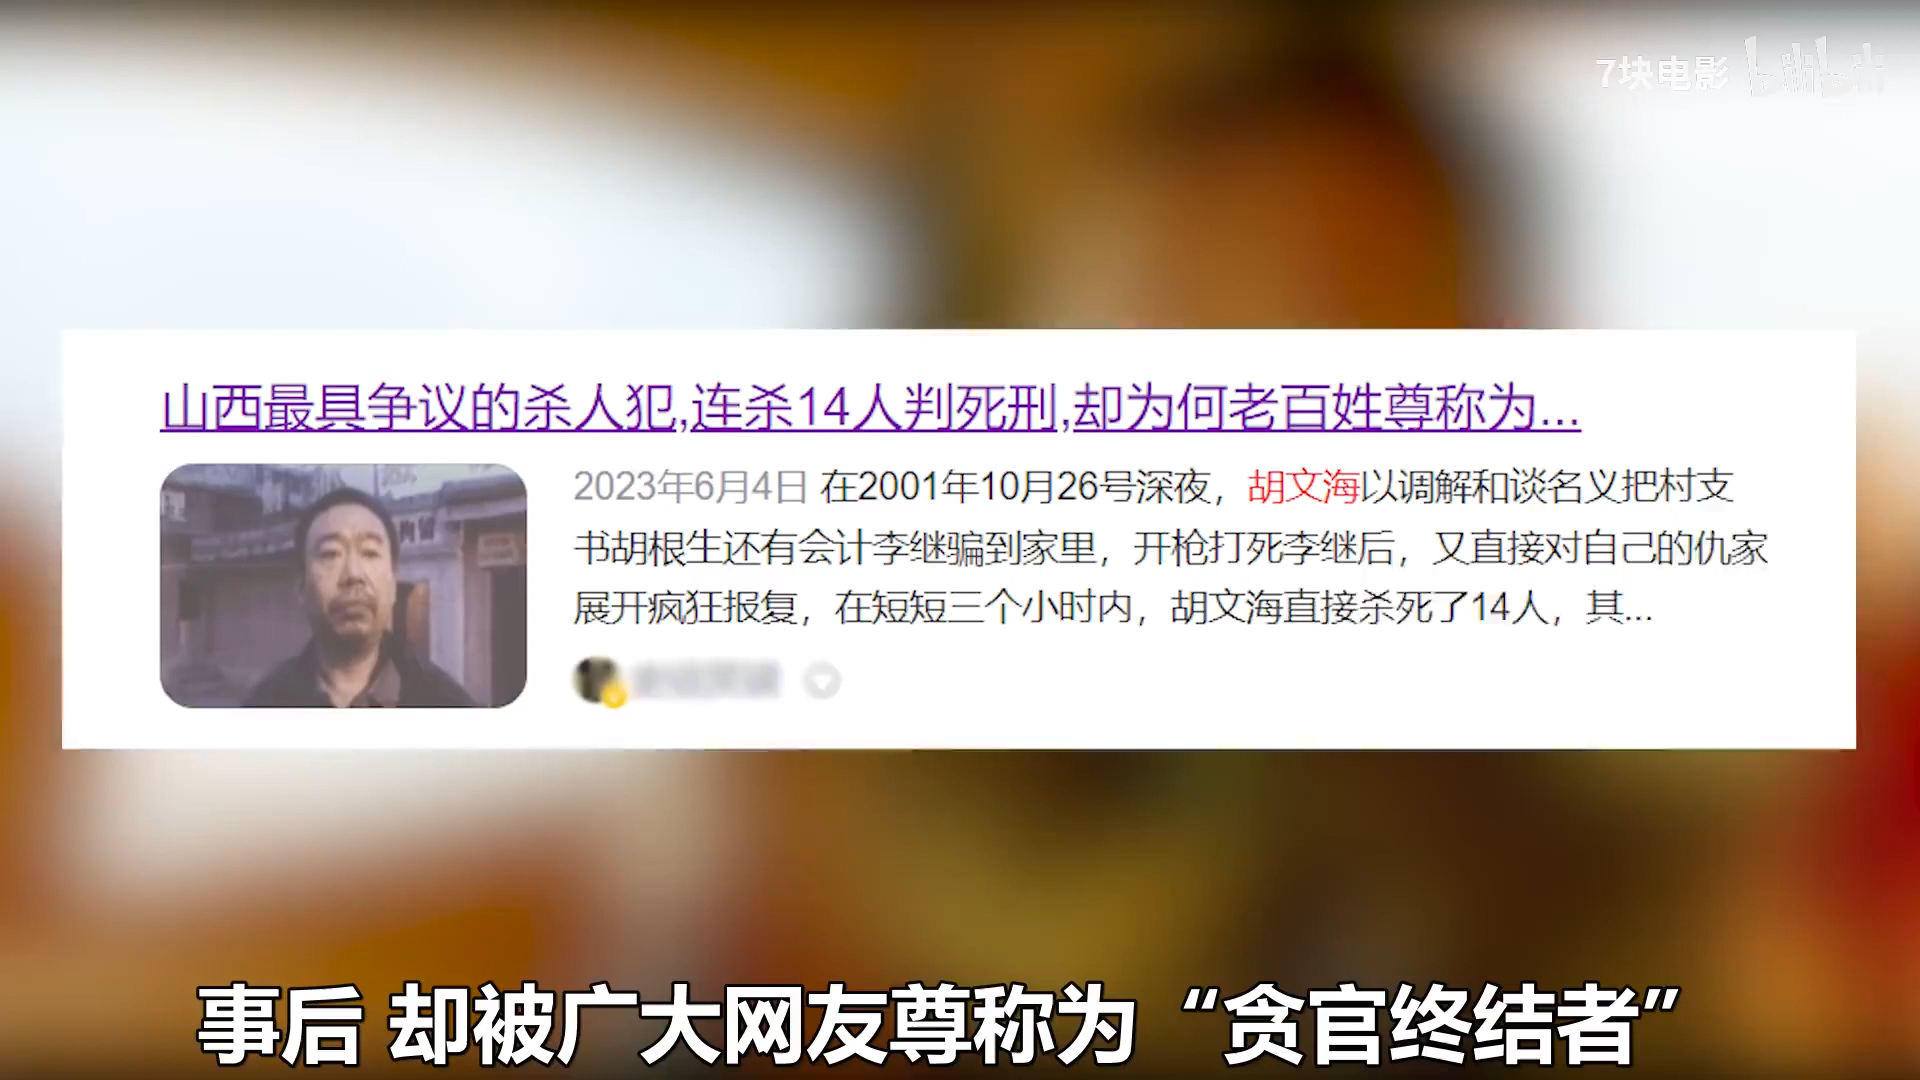 7块电影 bilibili
山西最具争议的杀人犯,连杀14人判死刑,却为何老百姓尊称为...
2023年6月4日 在2001年10月26号深夜，胡文海以调解和谈名义把村支
书胡根生还有会计李继骗到家里，开枪打死李继后，又直接对自己的仇家
展开疯狂报复，在短短三个小时内，胡文海直接杀死了14人，其...
事后 却被广大网友尊称为“贪官终结者”